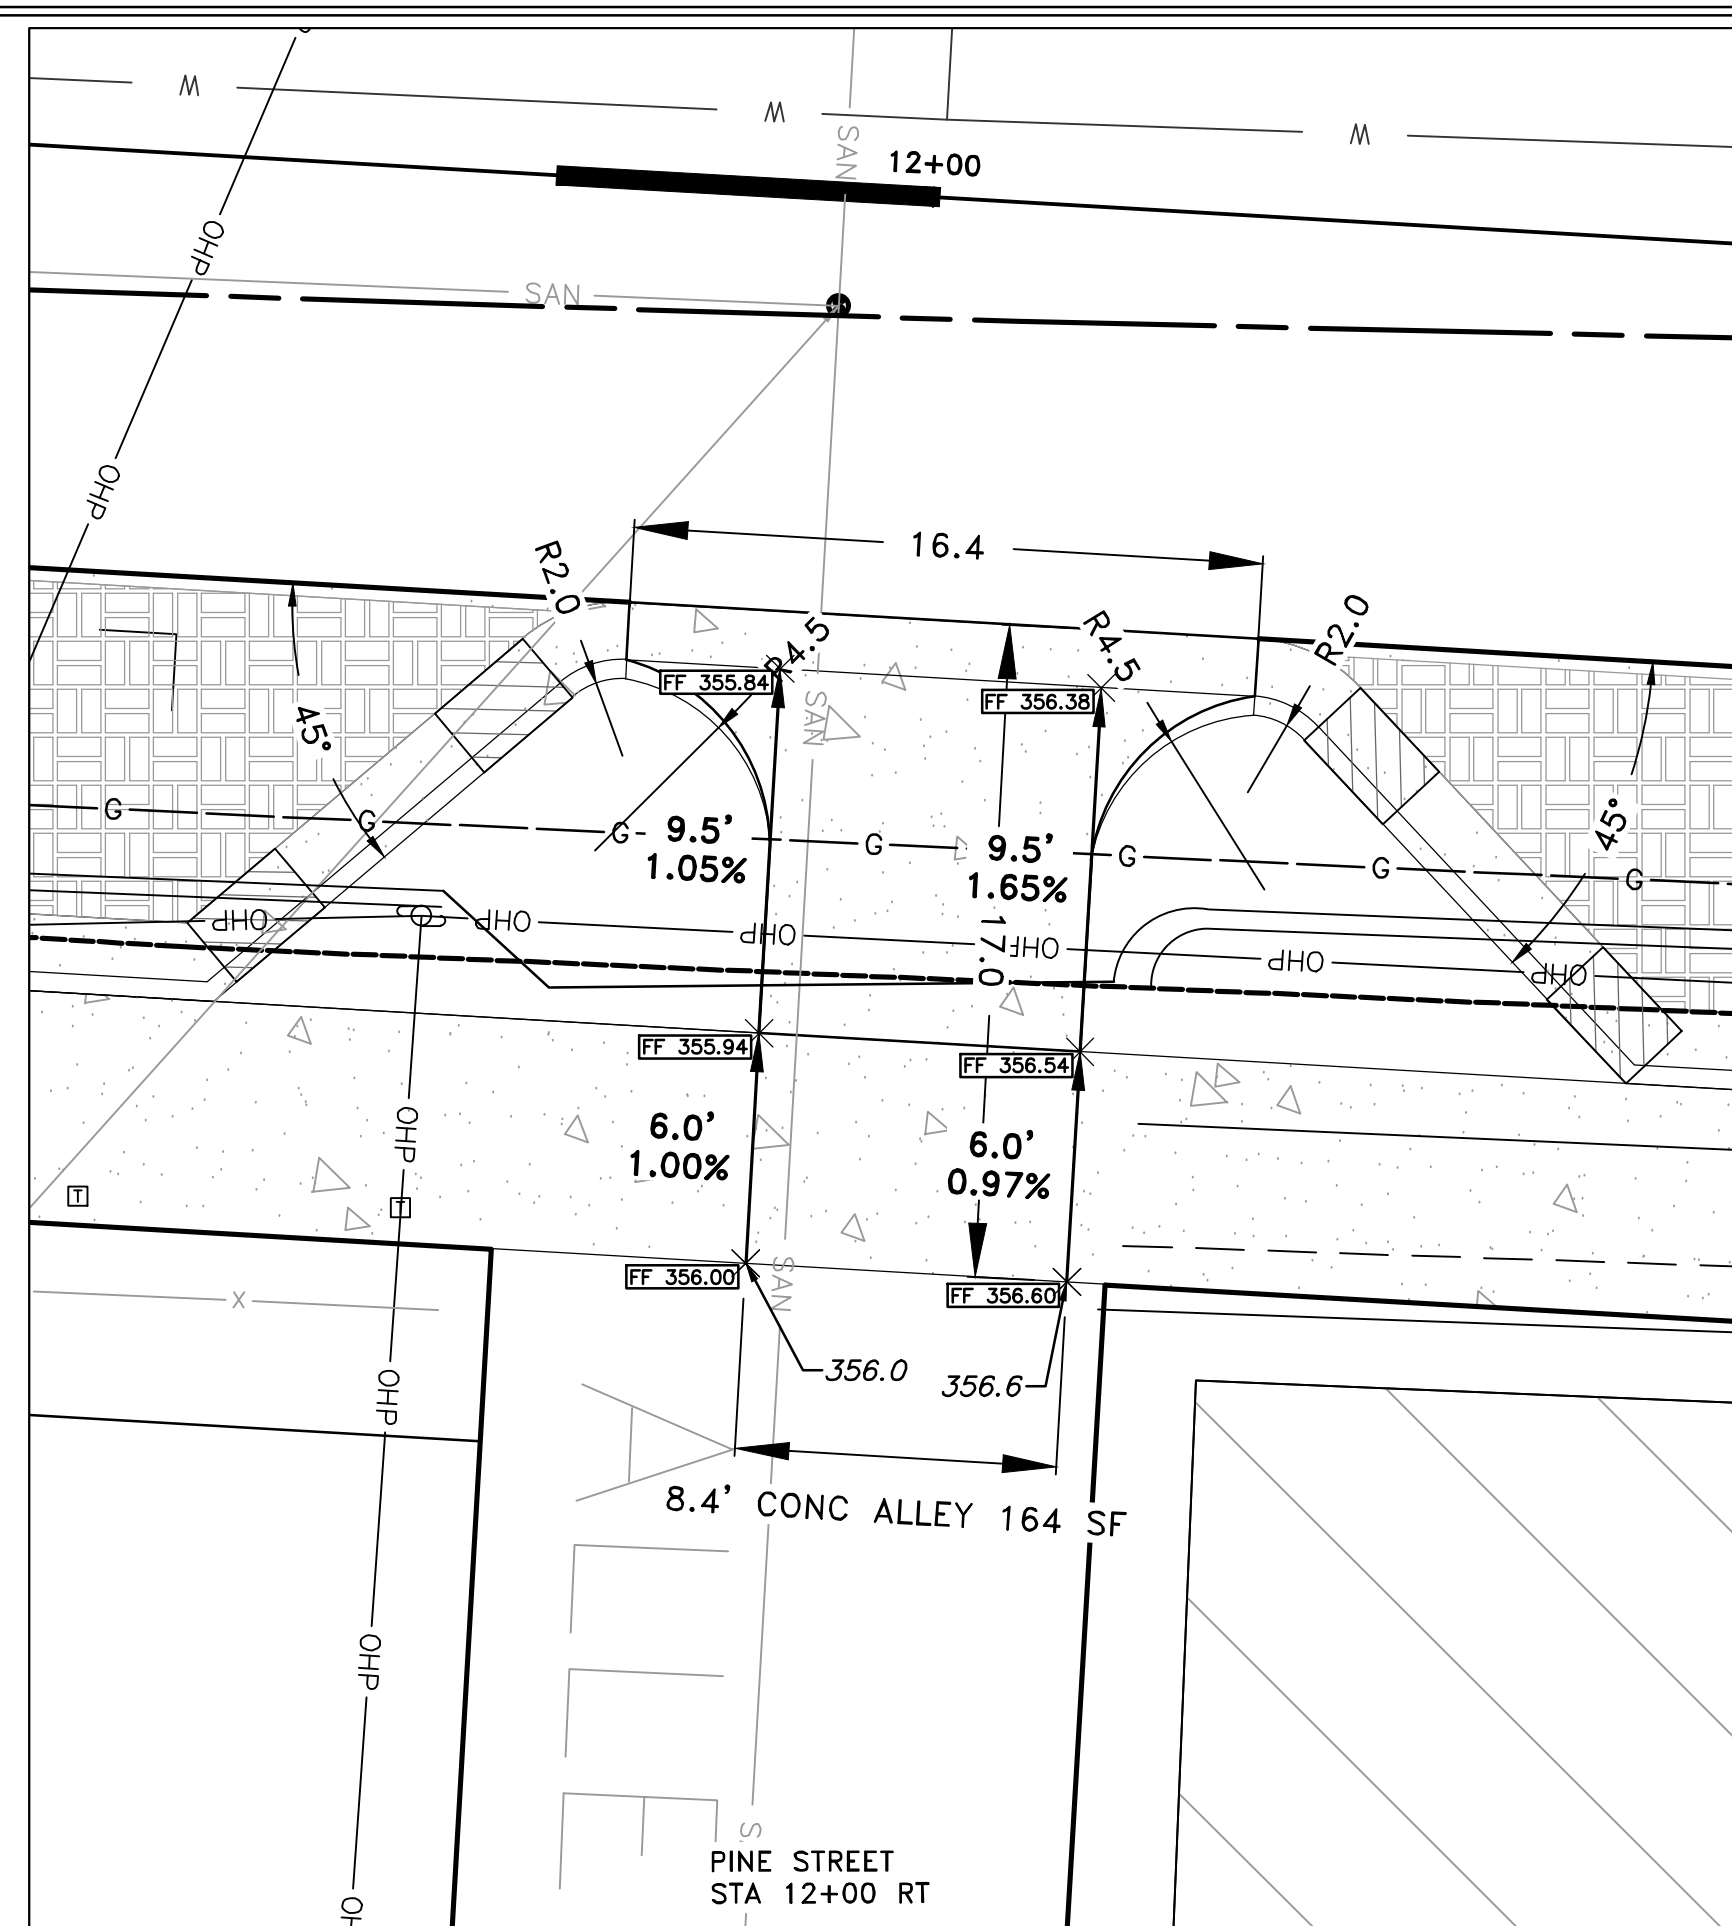 W
W
W
SAN
12+00
OHP
SAN
OHP
16.4
R2.0
R4.5
R4.5
R2.0
FF 355.84
FF 356.38
SAN
45°
45°
G
G
G
G
G
G
G
9.5'
1.05%
9.5'
1.65%
17.0
OHP
OHP
OHP
OHP
OHP
OHP
FF 355.94
FF 356.54
OHP
6.0'
1.00%
6.0'
0.97%
T
T
SAN
FF 356.00
FF 356.60
X
356.0
356.6
OHP
8.4' CONC ALLEY 164 SF
OHP
S
PINE STREET
STA 12+00 RT